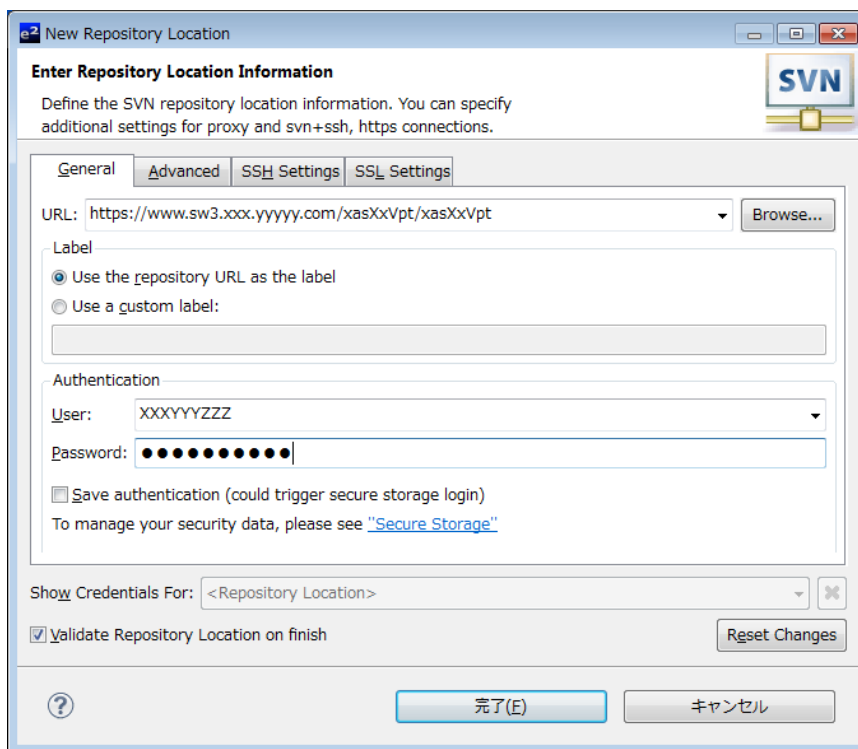 e² New Repository Location
Enter Repository Location Information
Define the SVN repository location information. You can specify
additional settings for proxy and svn+ssh, https connections.
SVN
General Advanced SSH Settings SSL Settings
URL: https://www.sw3.xxx.yyyyy.com/xasXxVpt/xasXxVpt Browse...
Label
Use the repository URL as the label
Use a custom label:
Authentication
User: XXXYYYZZZ
Password: ●●●●●●●●●●
Save authentication (could trigger secure storage login)
To manage your security data, please see "Secure Storage"
Show Credentials For: <Repository Location>
Validate Repository Location on finish Reset Changes
? 完了(F) キャンセル